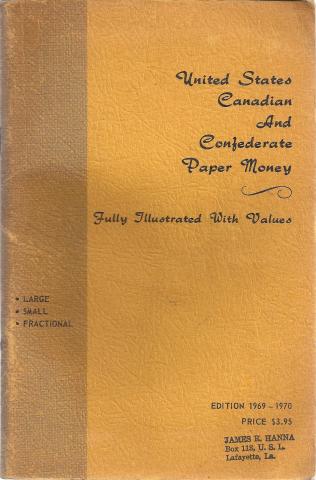 United States
Canadian
And
Confederate
Paper Money
Fully Illustrated With Values
• LARGE
• SMALL
• FRACTIONAL
EDITION 1969 - 1970
PRICE $3.95
JAMES R. HANNA
Box 118, U. S. L.
Lafayette, La.